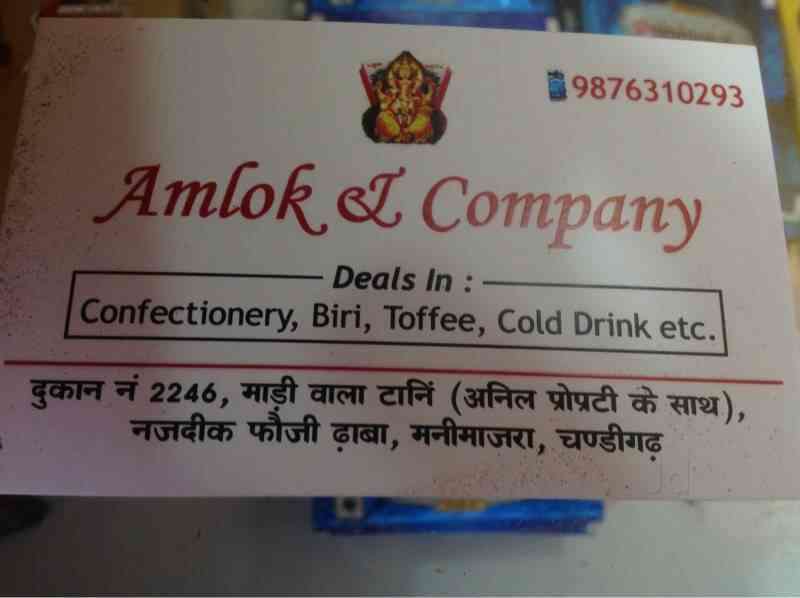 9876310293
Amlok & Company
Deals In :
Confectionery, Biri, Toffee, Cold Drink etc.
दुकान नं 2246, माड़ी वाला टानिं (अनिल प्रोप्रटी के साथ),
नजदीक फौजी ढ़ाबा, मनीमाजरा, चण्डीगढ़
Jd